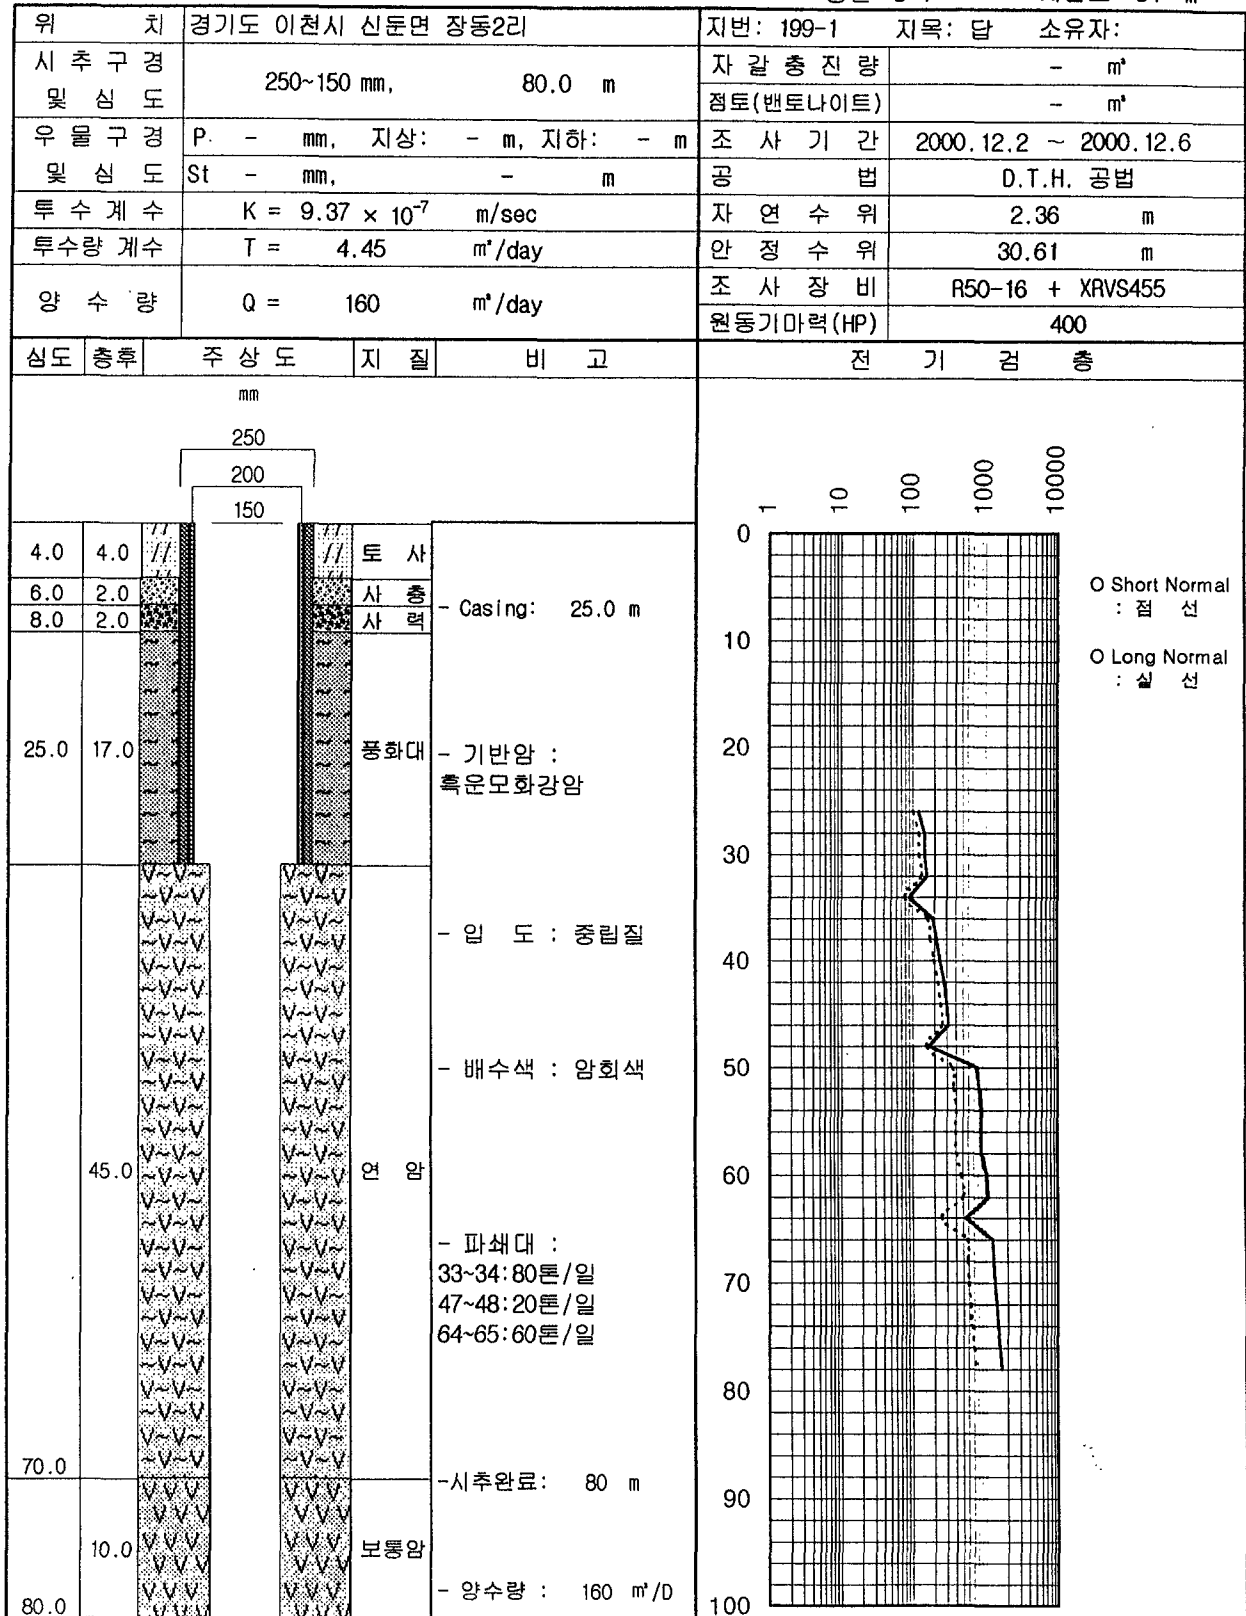 위 치 경기도 이천시 신둔면 장동2리 지번: 199-1 지목: 답 소유자:
시 추 구 경 및 심 도 250~150 mm, 80.0 m 자 갈 충 진 량 - m³
점토(밴토나이트) - m³
우 물 구 경 P. - mm, 지상: - m, 지하: - m 조 사 기 간 2000.12.2 ~ 2000.12.6
및 심 도 St - mm, - m 공 법 D.T.H. 공법
투 수 계 수 K = 9.37 × 10⁻⁷ m/sec 자 연 수 위 2.36 m
투수량 계수 T = 4.45 m²/day 안 정 수 위 30.61 m
양 수 량 Q = 160 m³/day 조 사 장 비 R50-16 + XRVS455
원동기마력(HP) 400
심도 층후 주 상 도 지 질 비 고 전 기 검 층
mm
250
200
150
1 10 100 1000 10000
4.0 4.0 토 사
6.0 2.0 사 층
8.0 2.0 사 력
- Casing: 25.0 m
25.0 17.0 풍화대
- 기반암 :
흑운모화강암
- 입 도 : 중립질
- 배수색 : 암회색
45.0 연 암
- 파쇄대 :
33~34:80톤/일
47~48:20톤/일
64~65:60톤/일
70.0
-시추완료: 80 m
10.0 보통암
- 양수량 : 160 m³/D
80.0
0
10
20
30
40
50
60
70
80
90
100
O Short Normal
: 점 선
O Long Normal
: 실 선